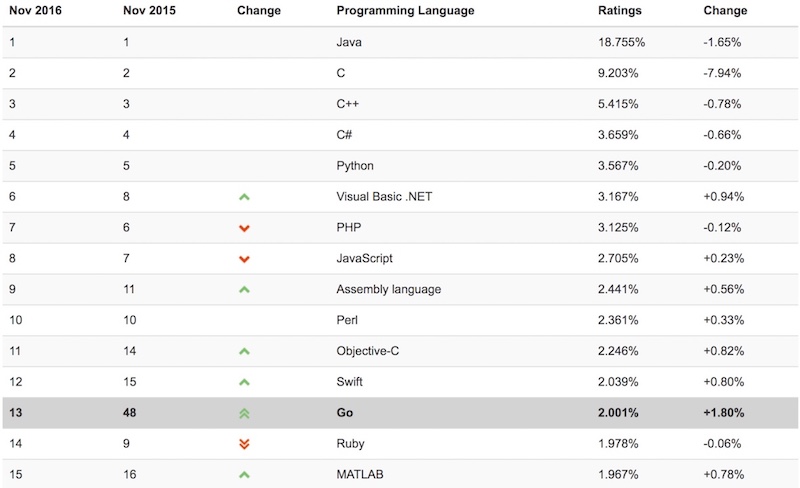 Nov 2016 Nov 2015 Change Programming Language Ratings Change
1 1 Java 18.755% -1.65%
2 2 C 9.203% -7.94%
3 3 C++ 5.415% -0.78%
4 4 C# 3.659% -0.66%
5 5 Python 3.567% -0.20%
6 8 Visual Basic .NET 3.167% +0.94%
7 6 PHP 3.125% -0.12%
8 7 JavaScript 2.705% +0.23%
9 11 Assembly language 2.441% +0.56%
10 10 Perl 2.361% +0.33%
11 14 Objective-C 2.246% +0.82%
12 15 Swift 2.039% +0.80%
13 48 Go 2.001% +1.80%
14 9 Ruby 1.978% -0.06%
15 16 MATLAB 1.967% +0.78%